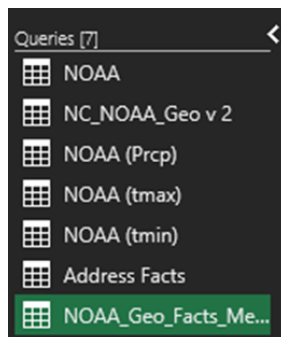 Queries [7]
NOAA
NC_NOAA_Geo v 2
NOAA (Prcp)
NOAA (tmax)
NOAA (tmin)
Address Facts
NOAA_Geo_Facts_Me...